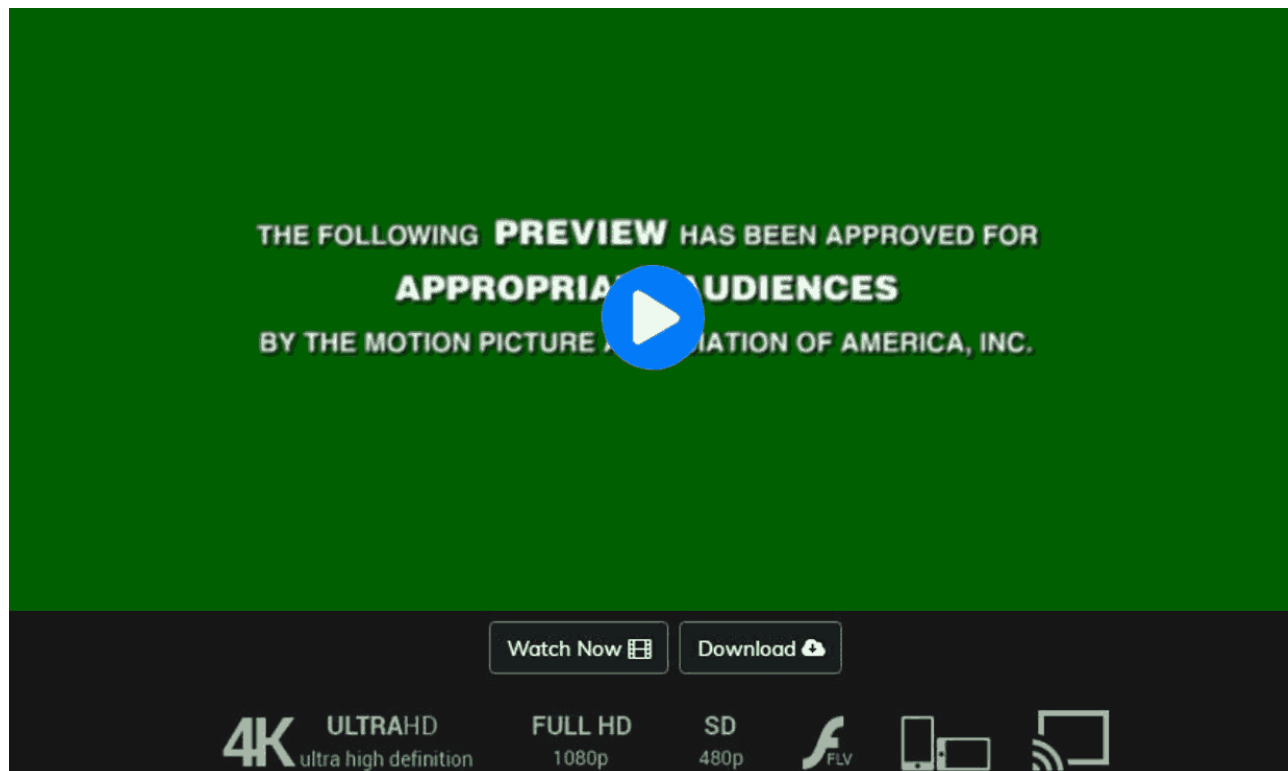 THE FOLLOWING PREVIEW HAS BEEN APPROVED FOR
AUDIENCES
BY THE MOTION PICTURE OF AMERICA, INC.
Watch Now
Download
4K ULTRAHD
ultra high definition
FULL HD
1080p
SD
480p
FLV